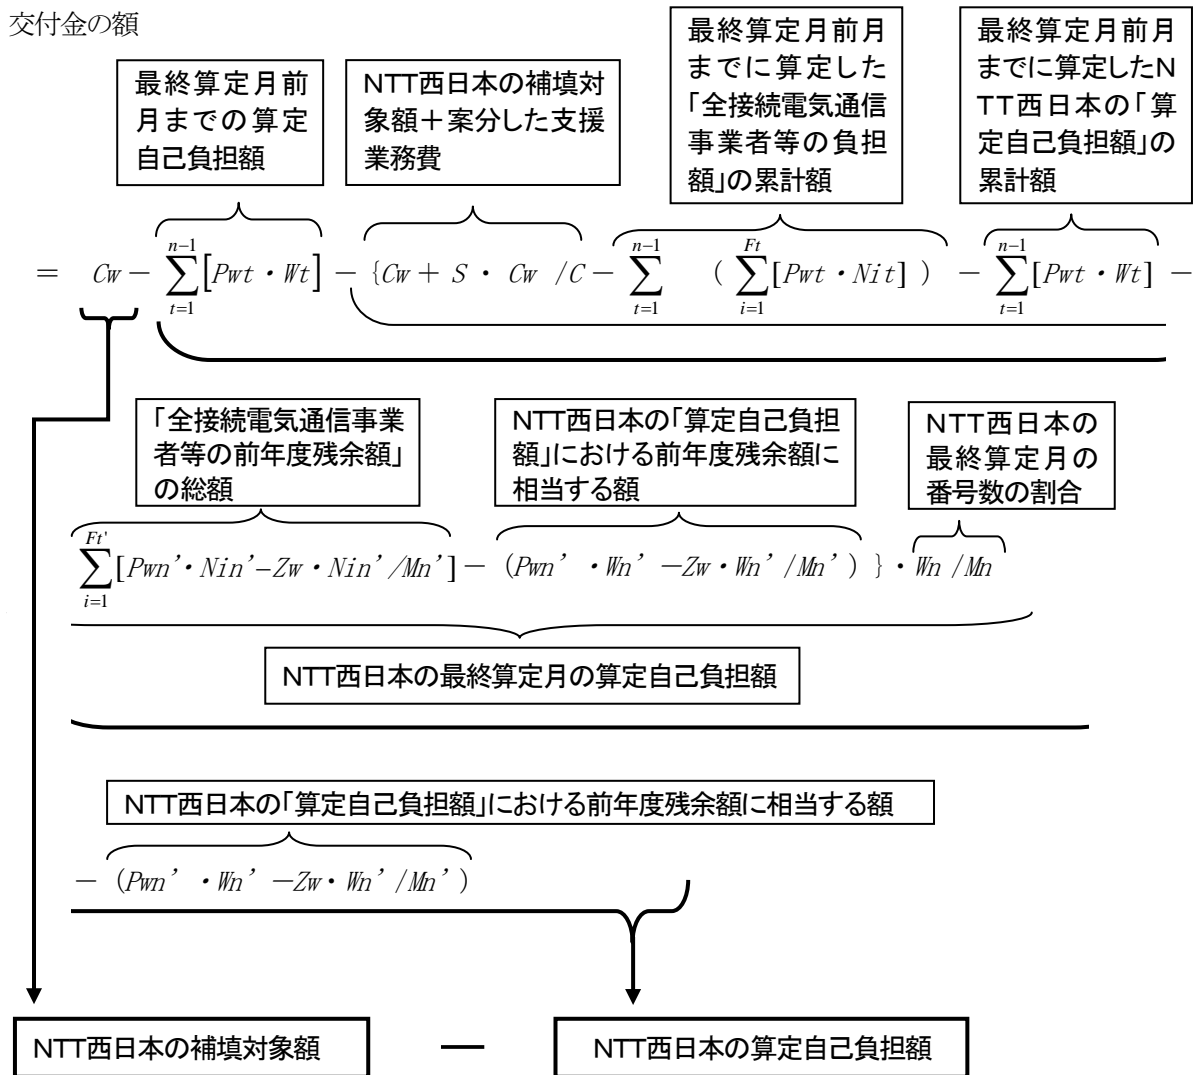 交付金の額
最終算定月前
月までの算定
自己負担額
NTT西日本の補填対
象額+案分した支援
業務費
最終算定月前月
までに算定した
「全接続電気通信
事業者等の負担
額」の累計額
最終算定月前月
までに算定したN
TT西日本の「算
定自己負担額」の
累計額
= Cw − ∑_{t=1}^{n−1}[Pwt・Wt] − {Cw + S ・ Cw /C − ∑_{t=1}^{n−1} ( ∑_{i=1}^{Ft}[Pwt・Nit] ) − ∑_{t=1}^{n−1}[Pwt・Wt] −
「全接続電気通信事業
者等の前年度残余額」
の総額
NTT西日本の「算定自己負担
額」における前年度残余額に
相当する額
NTT西日本の
最終算定月の
番号数の割合
∑_{i=1}^{Ft'}[Pwn'・Nin'−Zw・Nin'/Mn'] − (Pwn' ・Wn' −Zw・Wn'/Mn') }・Wn /Mn
NTT西日本の最終算定月の算定自己負担額
NTT西日本の「算定自己負担額」における前年度残余額に相当する額
− (Pwn' ・Wn' −Zw・Wn'/Mn')
NTT西日本の補填対象額 ― NTT西日本の算定自己負担額